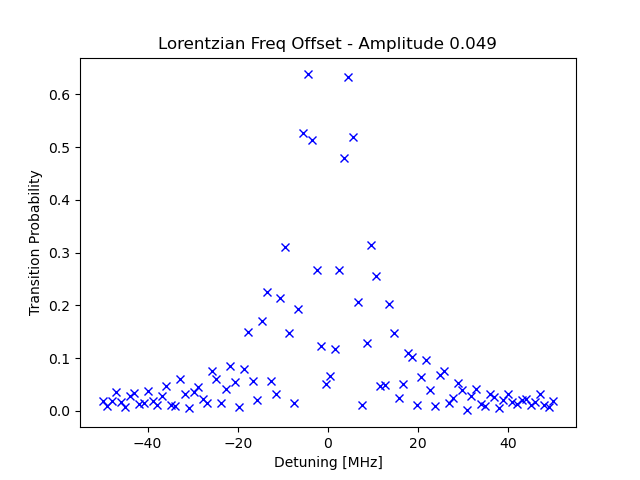 Lorentzian Freq Offset - Amplitude 0.049
0.6
0.5
0.4
0.3
0.2
0.1
0.0
Transition Probability
−40 −20 0 20 40
Detuning [MHz]